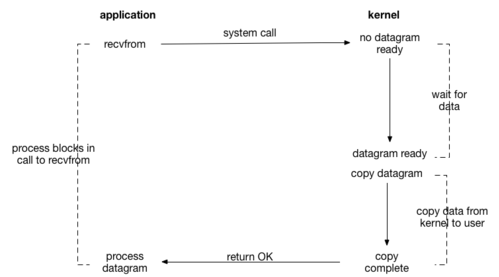 application
kernel
recvfrom
system call
no datagram
ready
wait for
data
process blocks in
call to recvfrom
datagram ready
copy datagram
copy data from
kernel to user
process
datagram
return OK
copy
complete